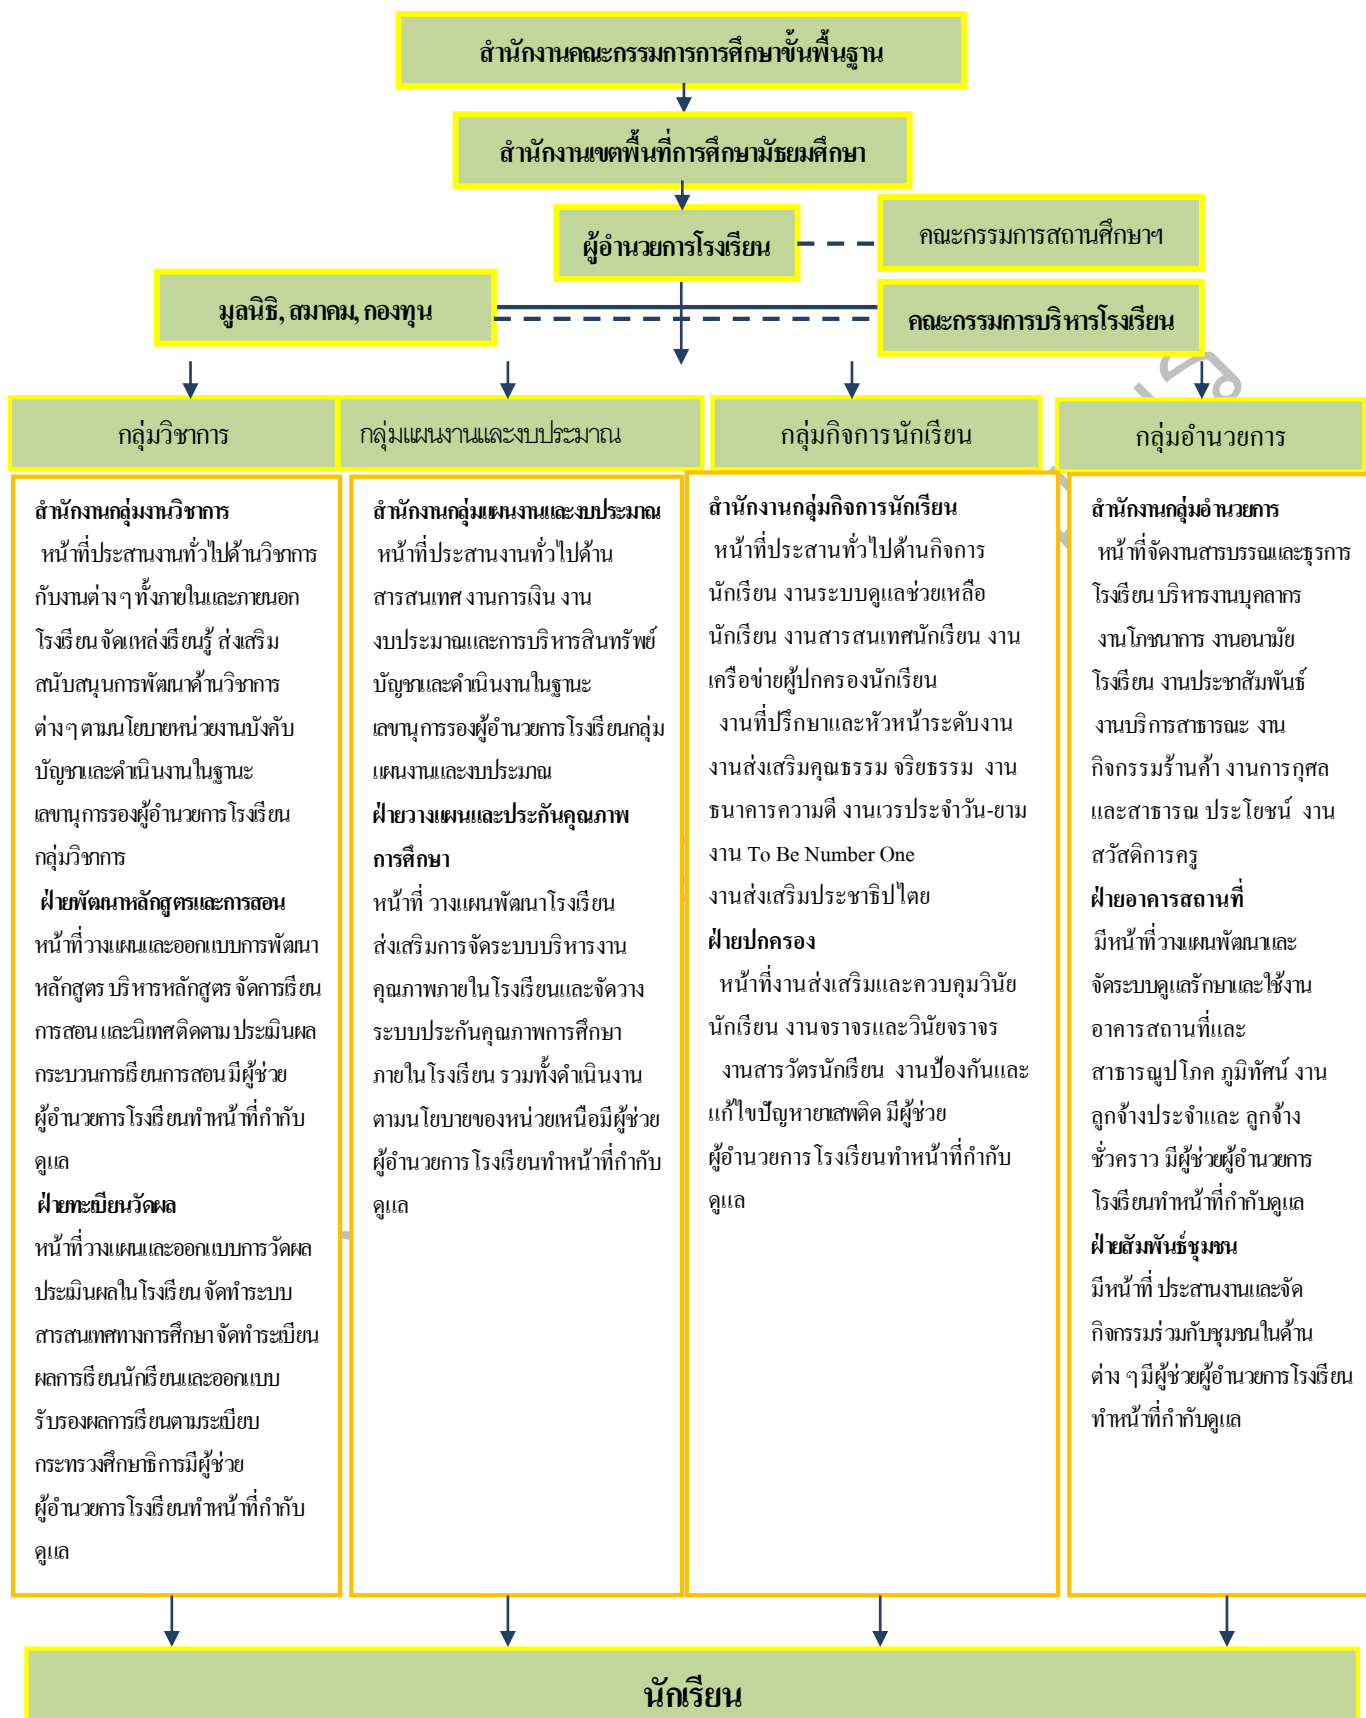 สำนักงานคณะกรรมการการศึกษาขั้นพื้นฐาน
สำนักงานเขตพื้นที่การศึกษามัธยมศึกษา
ผู้อำนวยการโรงเรียน
คณะกรรมการสถานศึกษาฯ
มูลนิธิ, สมาคม, กองทุน
คณะกรรมการบริหารโรงเรียน
กลุ่มวิชาการ
กลุ่มแผนงานและงบประมาณ
กลุ่มกิจการนักเรียน
กลุ่มอำนวยการ
สำนักงานกลุ่มงานวิชาการ
หน้าที่ประสานงานทั่วไปด้านวิชาการ
กับงานต่าง ๆ ทั้งภายในและภายนอก
โรงเรียน จัดแหล่งเรียนรู้ ส่งเสริม
สนับสนุนการพัฒนาด้านวิชาการ
ต่าง ๆ ตามนโยบายหน่วยงานบังคับ
บัญชาและดำเนินงานในฐานะ
เลขานุการรองผู้อำนวยการโรงเรียน
กลุ่มวิชาการ
ฝ่ายพัฒนาหลักสูตรและการสอน
หน้าที่วางแผนและออกแบบการพัฒนา
หลักสูตร บริหารหลักสูตร จัดการเรียน
การสอน และนิเทศติดตาม ประเมินผล
กระบวนการเรียนการสอน มีผู้ช่วย
ผู้อำนวยการโรงเรียนทำหน้าที่กำกับ
ดูแล
ฝ่ายทะเบียนวัดผล
หน้าที่วางแผนและออกแบบการวัดผล
ประเมินผลในโรงเรียน จัดทำระบบ
สารสนเทศทางการศึกษา จัดทำระเบียน
ผลการเรียนนักเรียนและออกแบบ
รับรองผลการเรียนตามระเบียบ
กระทรวงศึกษาธิการมีผู้ช่วย
ผู้อำนวยการโรงเรียนทำหน้าที่กำกับ
ดูแล
สำนักงานกลุ่มแผนงานและงบประมาณ
หน้าที่ประสานงานทั่วไปด้าน
สารสนเทศ งานการเงิน งาน
งบประมาณและการบริหารสินทรัพย์
บัญชาและดำเนินงานในฐานะ
เลขานุการรองผู้อำนวยการโรงเรียนกลุ่ม
แผนงานและงบประมาณ
ฝ่ายวางแผนและประกันคุณภาพ
การศึกษา
หน้าที่ วางแผนพัฒนาโรงเรียน
ส่งเสริมการจัดระบบบริหารงาน
คุณภาพภายในโรงเรียนและจัดวาง
ระบบประกันคุณภาพการศึกษา
ภายในโรงเรียน รวมทั้งดำเนินงาน
ตามนโยบายของหน่วยเหนือมีผู้ช่วย
ผู้อำนวยการโรงเรียนทำหน้าที่กำกับ
ดูแล
สำนักงานกลุ่มกิจการนักเรียน
หน้าที่ประสานทั่วไปด้านกิจการ
นักเรียน งานระบบดูแลช่วยเหลือ
นักเรียน งานสารสนเทศนักเรียน งาน
เครือข่ายผู้ปกครองนักเรียน
งานที่ปรึกษาและหัวหน้าระดับงาน
งานส่งเสริมคุณธรรม จริยธรรม งาน
ธนาคารความดี งานเวรประจำวัน-ยาม
งาน To Be Number One
งานส่งเสริมประชาธิปไตย
ฝ่ายปกครอง
หน้าที่งานส่งเสริมและควบคุมวินัย
นักเรียน งานจราจรและวินัยจราจร
งานสารวัตรนักเรียน งานป้องกันและ
แก้ไขปัญหายาเสพติด มีผู้ช่วย
ผู้อำนวยการโรงเรียนทำหน้าที่กำกับ
ดูแล
สำนักงานกลุ่มอำนวยการ
หน้าที่จัดงานสารบรรณและธุรการ
โรงเรียน บริหารงานบุคลากร
งานโภชนาการ งานอนามัย
โรงเรียน งานประชาสัมพันธ์
งานบริการสาธารณะ งาน
กิจกรรมร้านค้า งานการกุศล
และสาธารณ ประโยชน์ งาน
สวัสดิการครู
ฝ่ายอาคารสถานที่
มีหน้าที่วางแผนพัฒนาและ
จัดระบบดูแลรักษาและใช้งาน
อาคารสถานที่และ
สาธารณูปโภค ภูมิทัศน์ งาน
ลูกจ้างประจำและ ลูกจ้าง
ชั่วคราว มีผู้ช่วยผู้อำนวยการ
โรงเรียนทำหน้าที่กำกับดูแล
ฝ่ายสัมพันธ์ชุมชน
มีหน้าที่ ประสานงานและจัด
กิจกรรมร่วมกับชุมชนในด้าน
ต่าง ๆ มีผู้ช่วยผู้อำนวยการโรงเรียน
ทำหน้าที่กำกับดูแล
นักเรียน